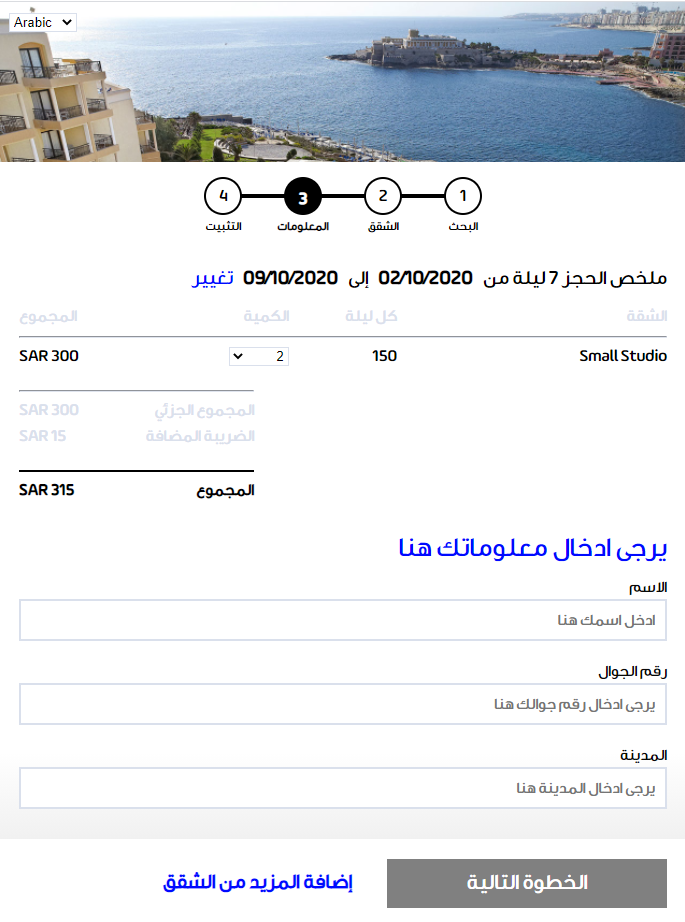 Arabic
1 2 3 4
البحث الشقق المعلومات التثبيت
ملخص الحجز 7 ليلة من 02/10/2020 إلى 09/10/2020 تغيير
الشقة كل ليلة الكمية المجموع
Small Studio 150 2 SAR 300
المجموع الجزئي SAR 300
الضريبة المضافة SAR 15
المجموع SAR 315
يرجى ادخال معلوماتك هنا
الاسم
ادخل اسمك هنا
رقم الجوال
يرجى ادخال رقم جوالك هنا
المدينة
يرجى ادخال المدينة هنا
الخطوة التالية إضافة المزيد من الشقق